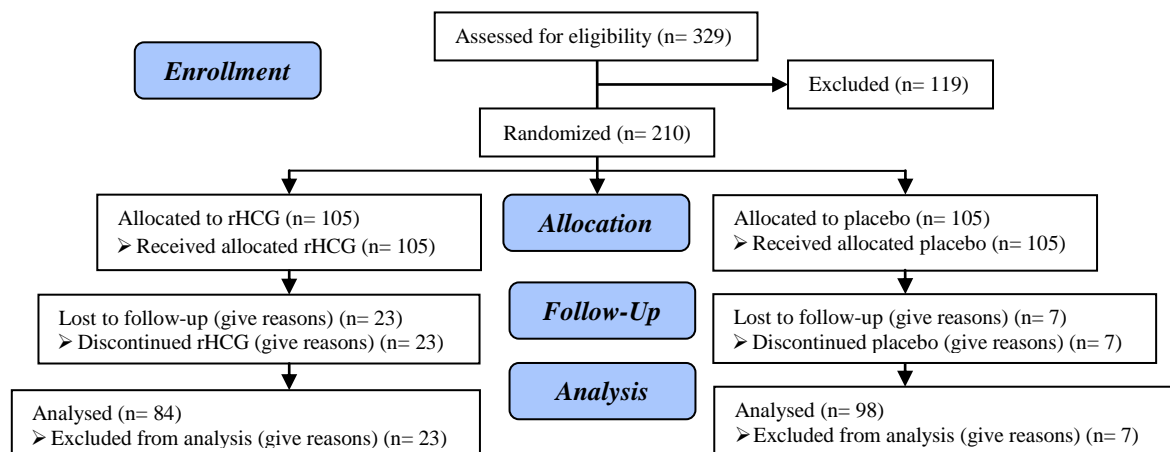 Assessed for eligibility (n= 329)
Enrollment
Excluded (n= 119)
Randomized (n= 210)
Allocated to rHCG (n= 105)
➢ Received allocated rHCG (n= 105)
Allocation
Allocated to placebo (n= 105)
➢ Received allocated placebo (n= 105)
Lost to follow-up (give reasons) (n= 23)
➢ Discontinued rHCG (give reasons) (n= 23)
Follow-Up
Lost to follow-up (give reasons) (n= 7)
➢ Discontinued placebo (give reasons) (n= 7)
Analysis
Analysed (n= 84)
➢ Excluded from analysis (give reasons) (n= 23)
Analysed (n= 98)
➢ Excluded from analysis (give reasons) (n= 7)